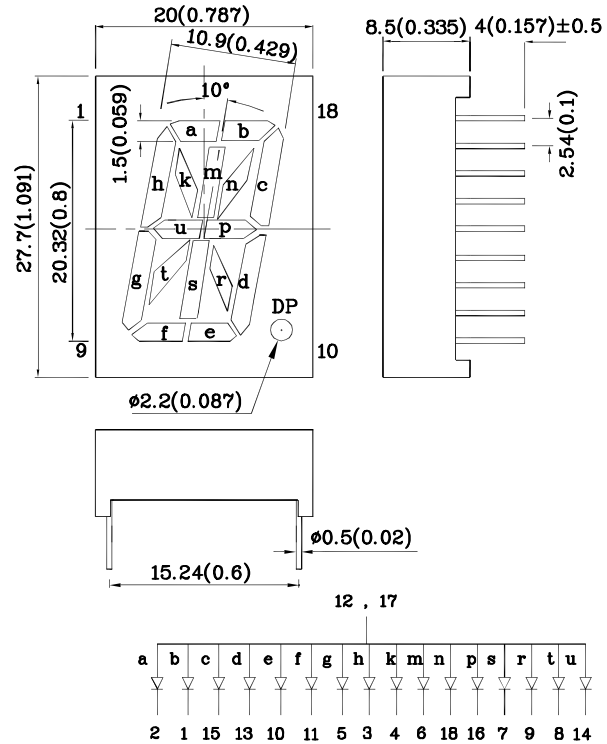 20(0.787)
8.5(0.335)
4(0.157)±0.5
10.9(0.429)
10°
1
18
1.5(0.059)
a
b
2.54(0.1)
h
k
m
n
c
27.7(1.091)
20.32(0.8)
u
p
g
t
s
r
d
DP
f
e
9
10
ø2.2(0.087)
ø0.5(0.02)
15.24(0.6)
12 , 17
a b c d e f g h k m n p s r t u
2 1 15 13 10 11 5 3 4 6 18 16 7 9 8 14